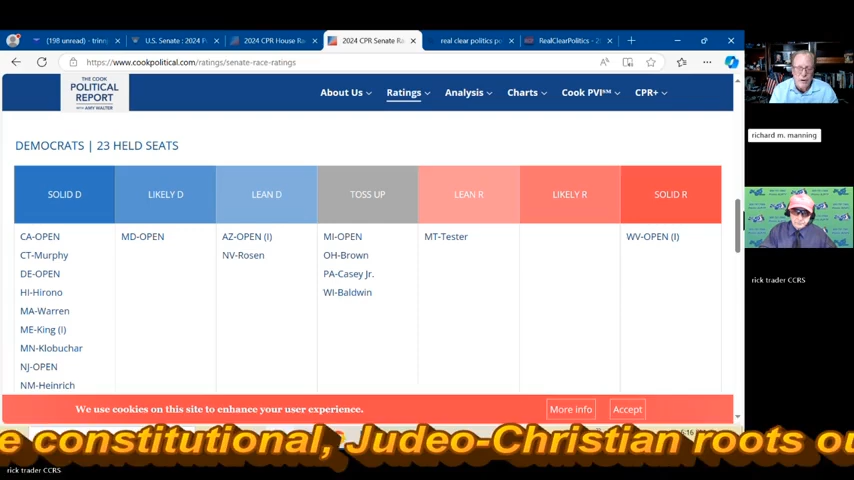 (198 unread) - trinn
U.S. Senate : 2024 P
2024 CPR House Ra
2024 CPR Senate Ra
real clear politics po
RealClearPolitics - 2
https://www.cookpolitical.com/ratings/senate-race-ratings
THE COOK
POLITICAL
REPORT
WITH AMY WALTER
About Us
Ratings
Analysis
Charts
Cook PVI℠
CPR+
richard m. manning
DEMOCRATS | 23 HELD SEATS
SOLID D
LIKELY D
LEAN D
TOSS UP
LEAN R
LIKELY R
SOLID R
CA-OPEN
MD-OPEN
AZ-OPEN (I)
MI-OPEN
MT-Tester
WV-OPEN (I)
CT-Murphy
NV-Rosen
OH-Brown
DE-OPEN
PA-Casey Jr.
HI-Hirono
WI-Baldwin
MA-Warren
ME-King (I)
MN-Klobuchar
NJ-OPEN
NM-Heinrich
rick trader CCRS
We use cookies on this site to enhance your user experience.
More info
Accept
e constitutional, Judeo-Christian roots ou
rick trader CCRS